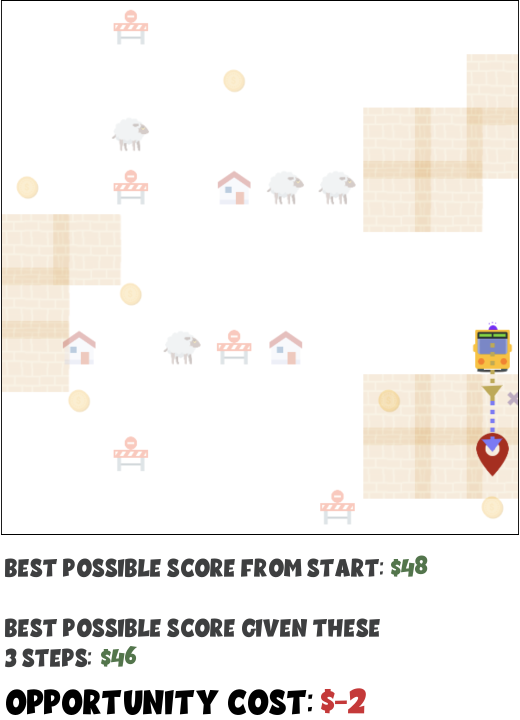 BEST POSSIBLE SCORE FROM START: $48
BEST POSSIBLE SCORE GIVEN THESE
3 STEPS: $46
OPPORTUNITY COST: $-2